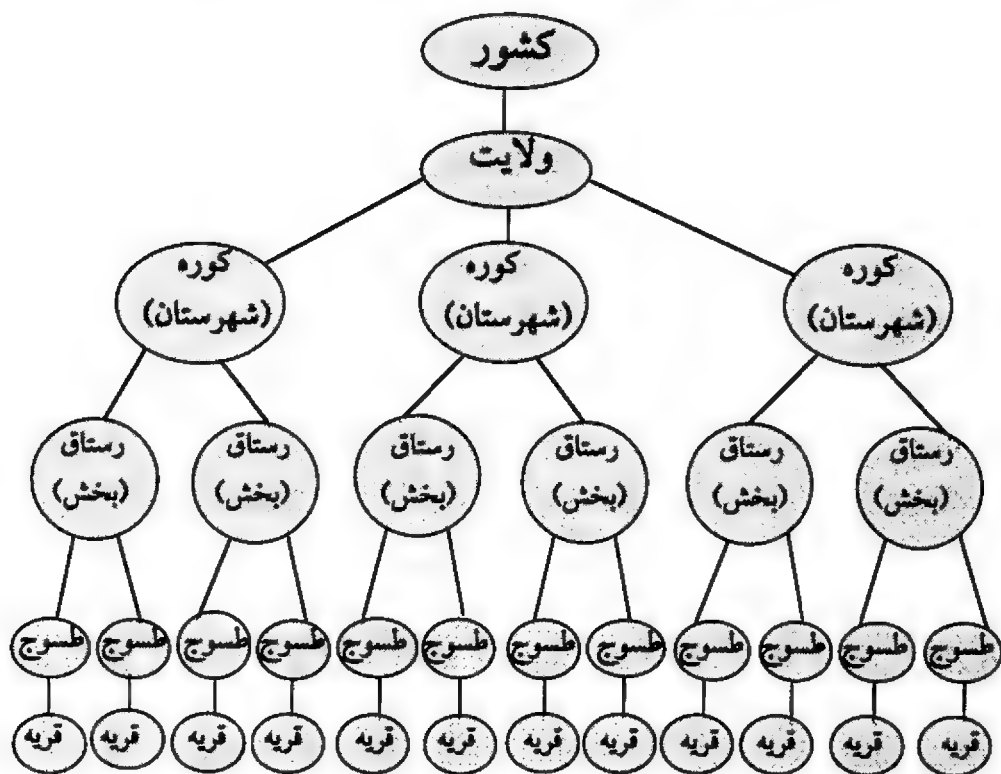 کشور
ولایت
کوره
(شهرستان)
کوره
(شهرستان)
کوره
(شهرستان)
رستاق
(بخش)
رستاق
(بخش)
رستاق
(بخش)
رستاق
(بخش)
رستاق
(بخش)
رستاق
(بخش)
طسوج
طسوج
طسوج
طسوج
طسوج
طسوج
طسوج
طسوج
طسوج
طسوج
طسوج
طسوج
قریه
قریه
قریه
قریه
قریه
قریه
قریه
قریه
قریه
قریه
قریه
قریه